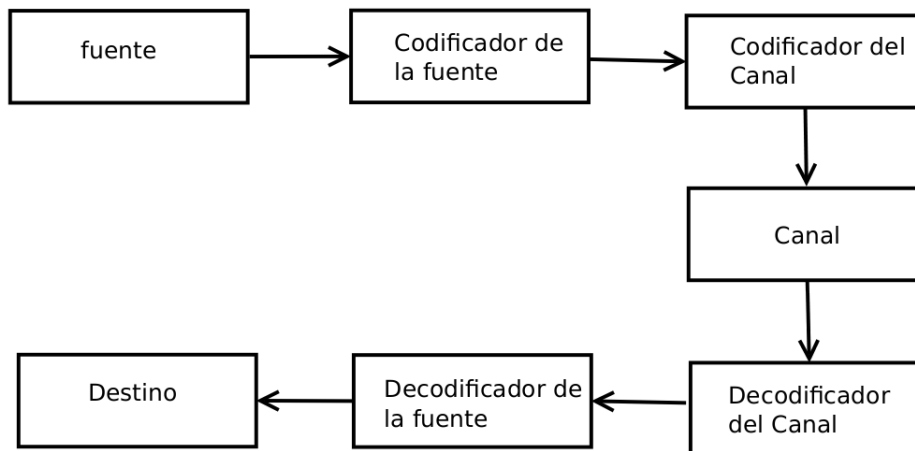 fuente
Codificador de
la fuente
Codificador del
Canal
Canal
Decodificador
del Canal
Decodificador de
la fuente
Destino